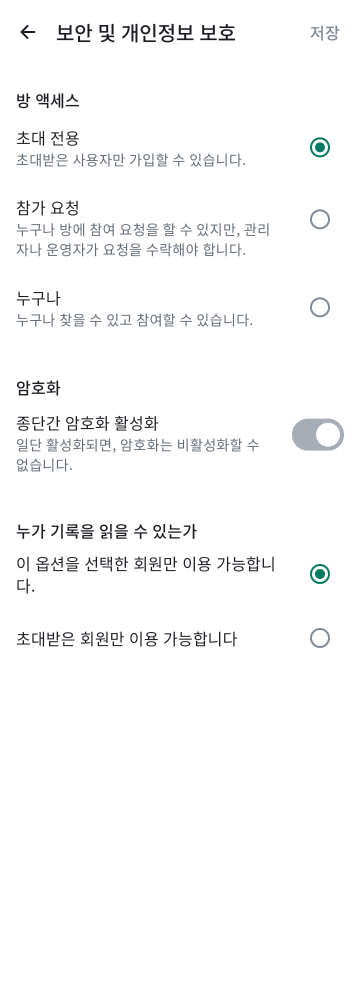 보안 및 개인정보 보호
저장
방 액세스
초대 전용
초대받은 사용자만 가입할 수 있습니다.
참가 요청
누구나 방에 참여 요청을 할 수 있지만, 관리
자나 운영자가 요청을 수락해야 합니다.
누구나
누구나 찾을 수 있고 참여할 수 있습니다.
암호화
종단간 암호화 활성화
일단 활성화되면, 암호화는 비활성화할 수
없습니다.
누가 기록을 읽을 수 있는가
이 옵션을 선택한 회원만 이용 가능합니
다.
초대받은 회원만 이용 가능합니다